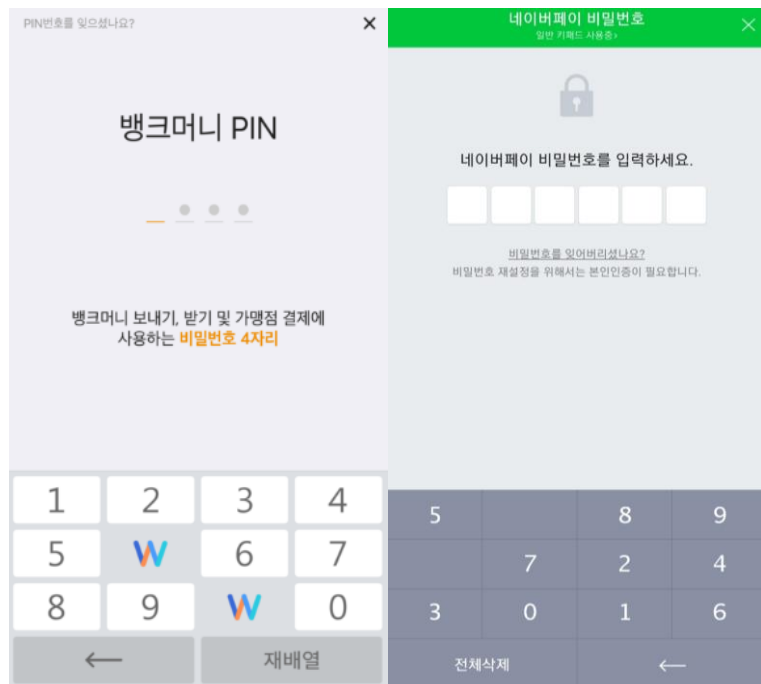 PIN번호를 잊으셨나요?
×
뱅크머니 PIN
뱅크머니 보내기, 받기 및 가맹점 결제에
사용하는 비밀번호 4자리
1 2 3 4
5 W 6 7
8 9 W 0
← 재배열
네이버페이 비밀번호
일반 키패드 사용중>
네이버페이 비밀번호를 입력하세요.
비밀번호를 잊어버리셨나요?
비밀번호 재설정을 위해서는 본인인증이 필요합니다.
5 8 9
7 2 4
3 0 1 6
전체삭제 ←